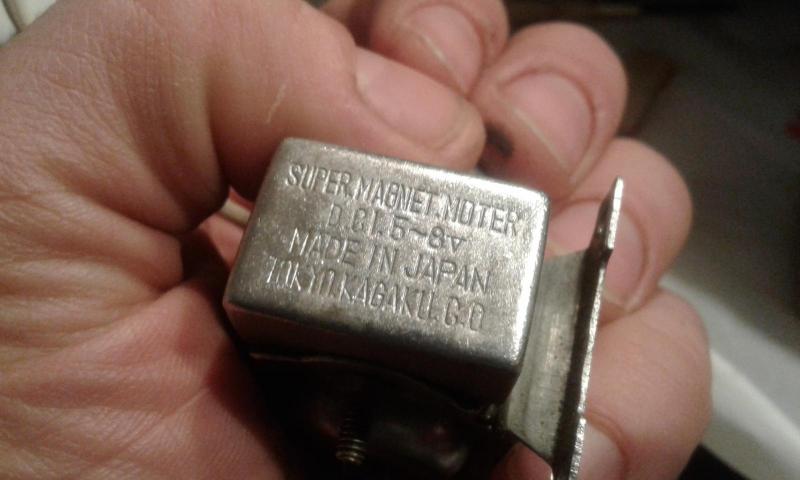 SUPER.MAGNET.MOTER
D.C1.5~8v
MADE IN JAPAN
TOKYO.KAGAKU.C.O